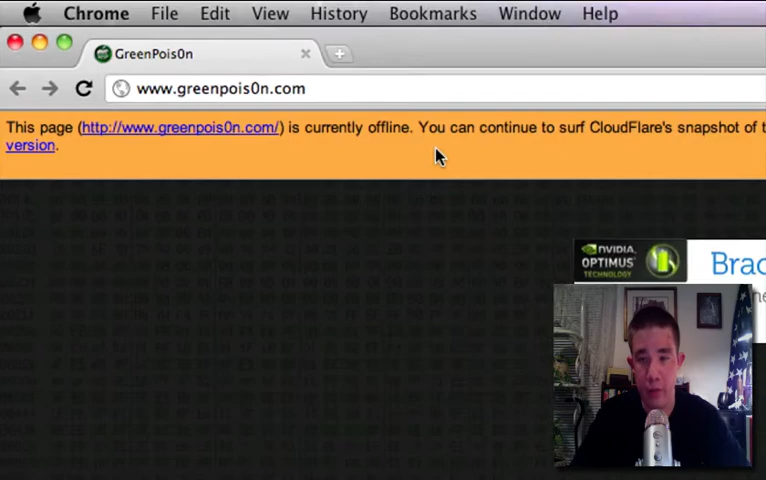 Chrome File Edit View History Bookmarks Window Help
GreenPois0n
www.greenpois0n.com
This page (http://www.greenpois0n.com/) is currently offline. You can continue to surf CloudFlare's snapshot of t
version.
NVIDIA
OPTIMUS
TECHNOLOGY
Brac
he